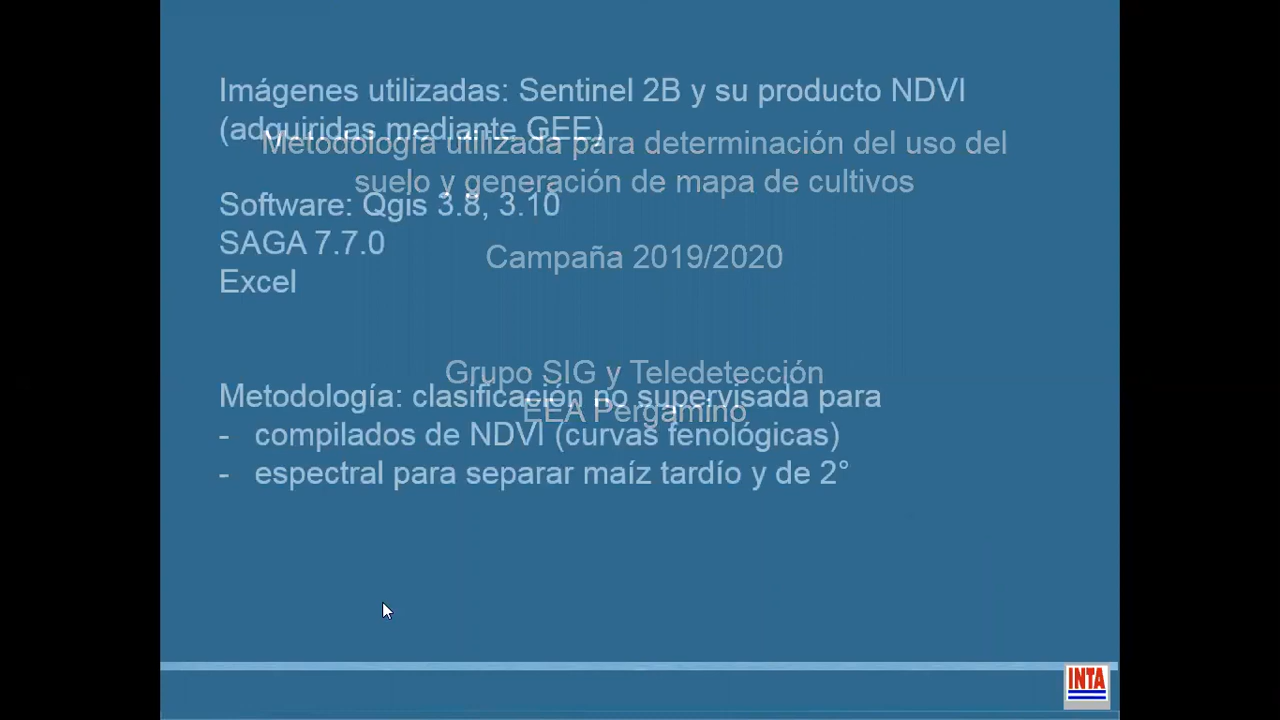 Imágenes utilizadas: Sentinel 2B y su producto NDVI
(adquiridas mediante GEE)
Metodología utilizada para determinación del uso del
suelo y generación de mapa de cultivos
Software: Qgis 3.8, 3.10
SAGA 7.7.0
Campaña 2019/2020
Excel
Grupo SIG y Teledetección
Metodología: clasificación no supervisada para
EEA Pergamino
- compilados de NDVI (curvas fenológicas)
- espectral para separar maíz tardío y de 2°
INTA